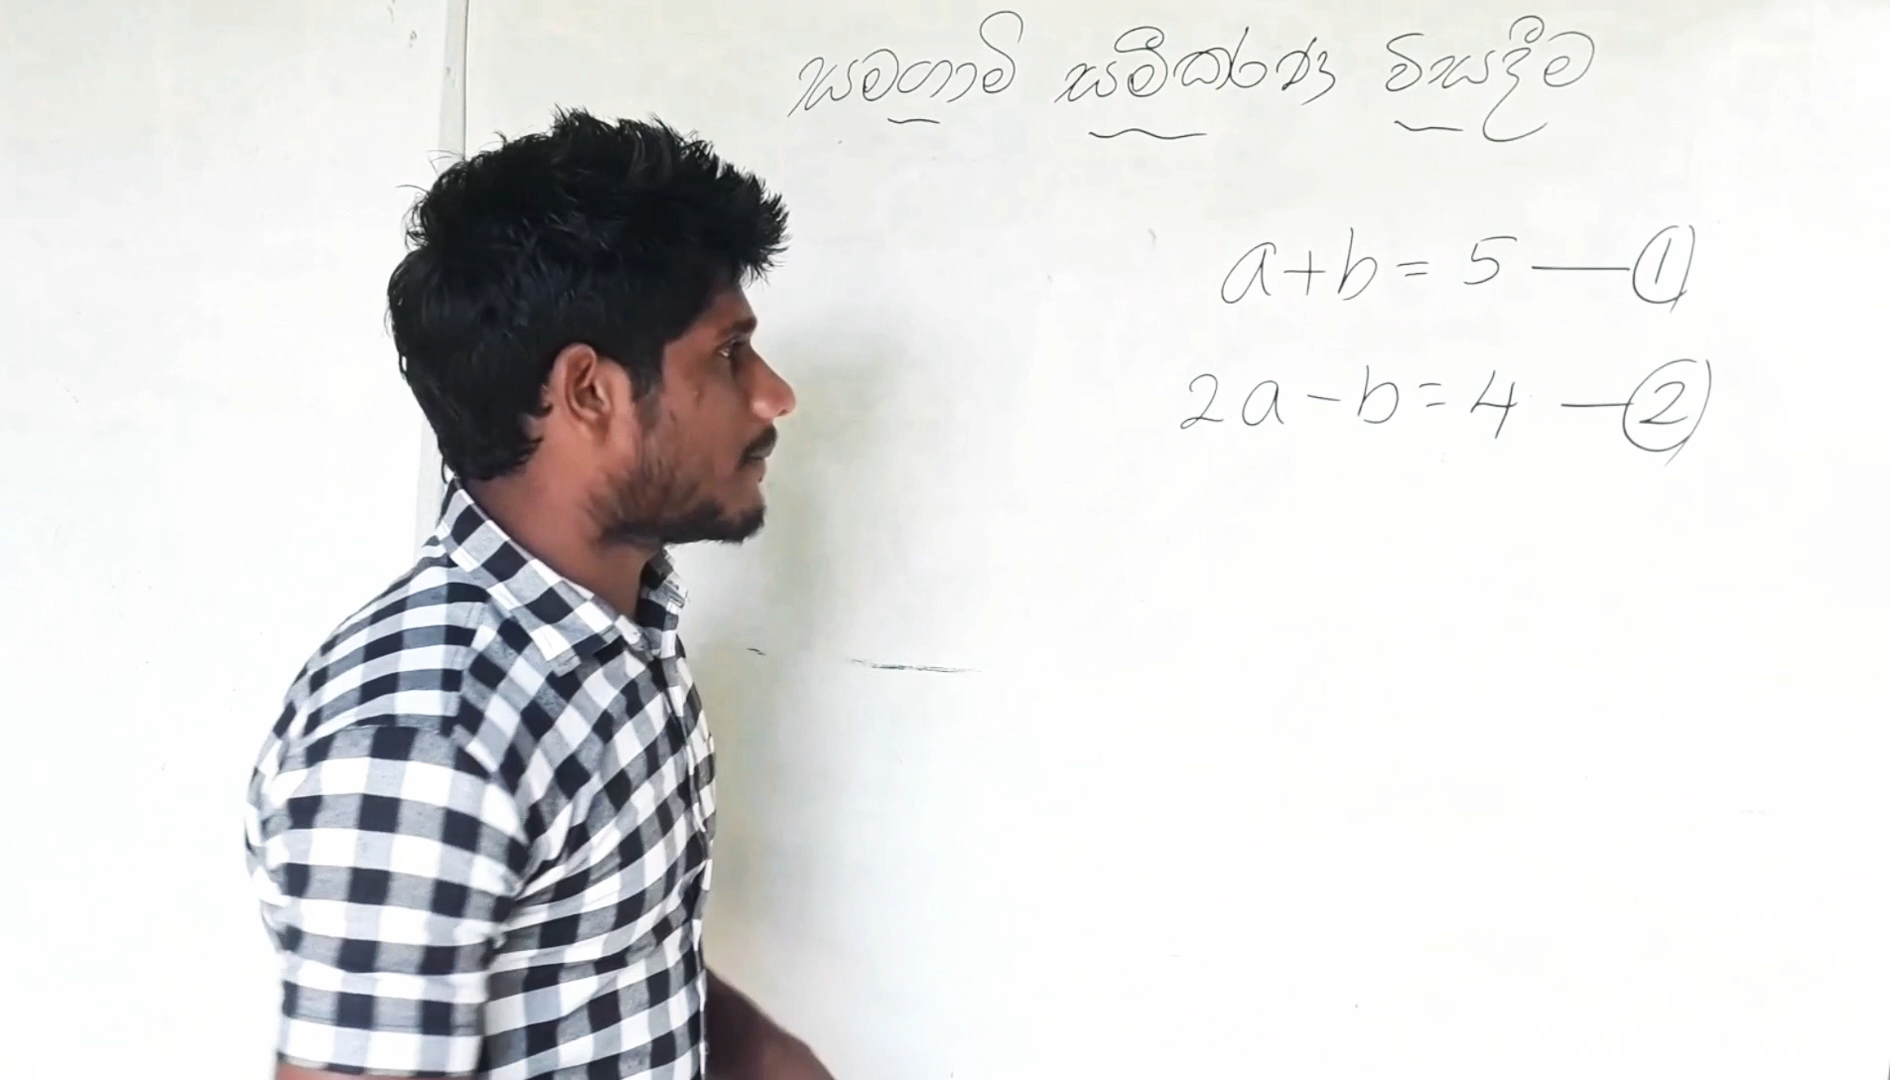 සමගාමී සමීකරණ විසඳීම
a+b = 5 — ①
2a-b = 4 — ②